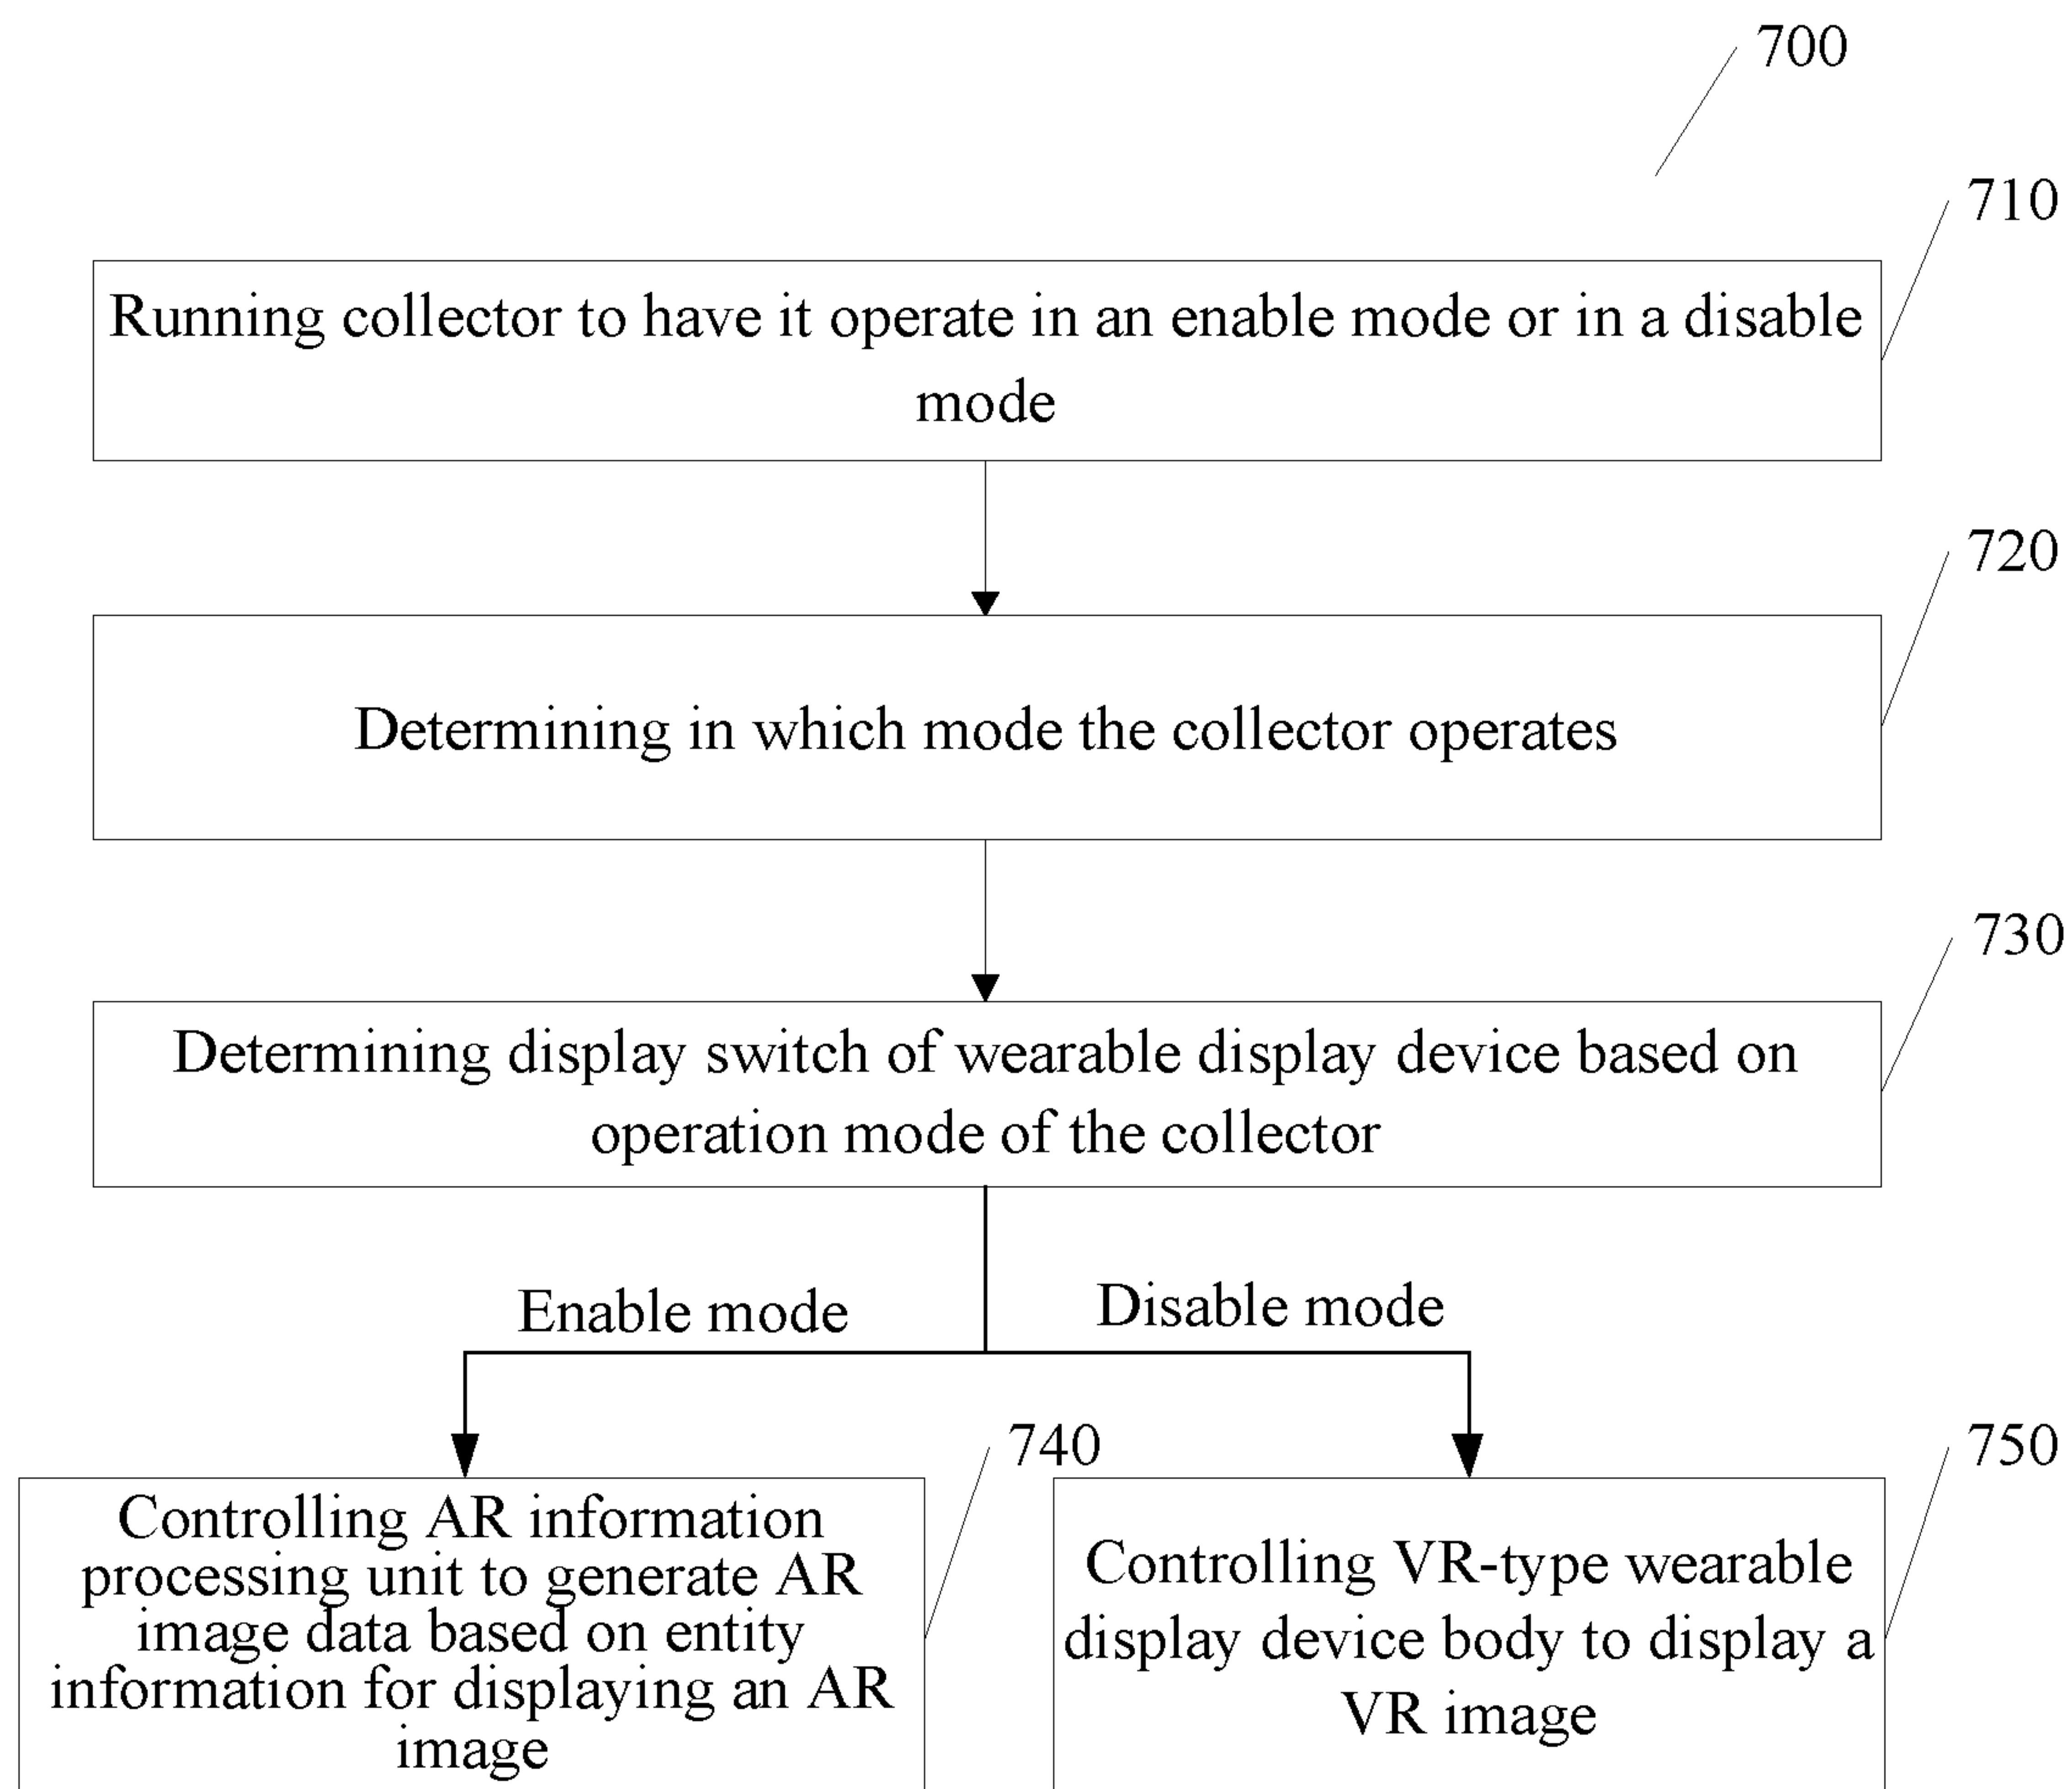 700
710
Running collector to have it operate in an enable mode or in a disable
mode
720
Determining in which mode the collector operates
730
Determining display switch of wearable display device based on
operation mode of the collector
Enable mode
Disable mode
740
Controlling AR information
processing unit to generate AR
image data based on entity
information for displaying an AR
image
750
Controlling VR-type wearable
display device body to display a
VR image